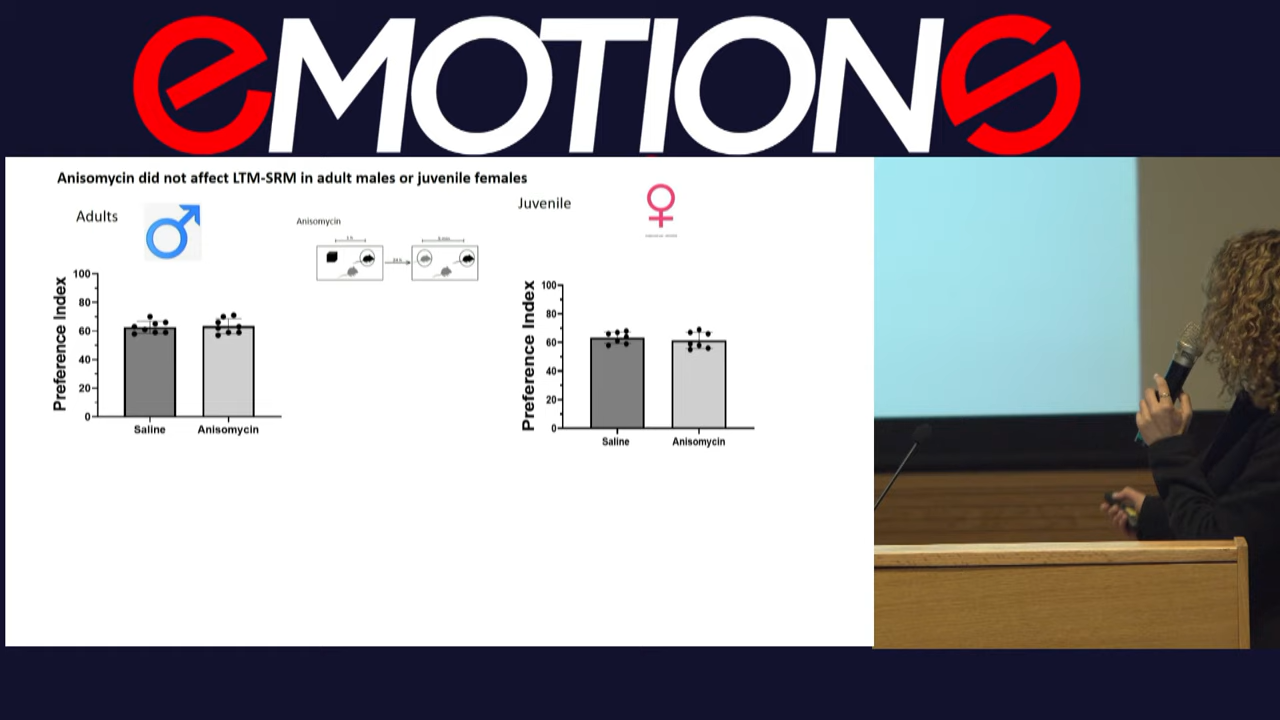 eMOTIONS
Anisomycin did not affect LTM-SRM in adult males or juvenile females
Adults
Juvenile
Anisomycin
Preference Index
100
80
60
40
20
0
Saline
Anisomycin
Preference Index
100
80
60
40
20
0
Saline
Anisomycin